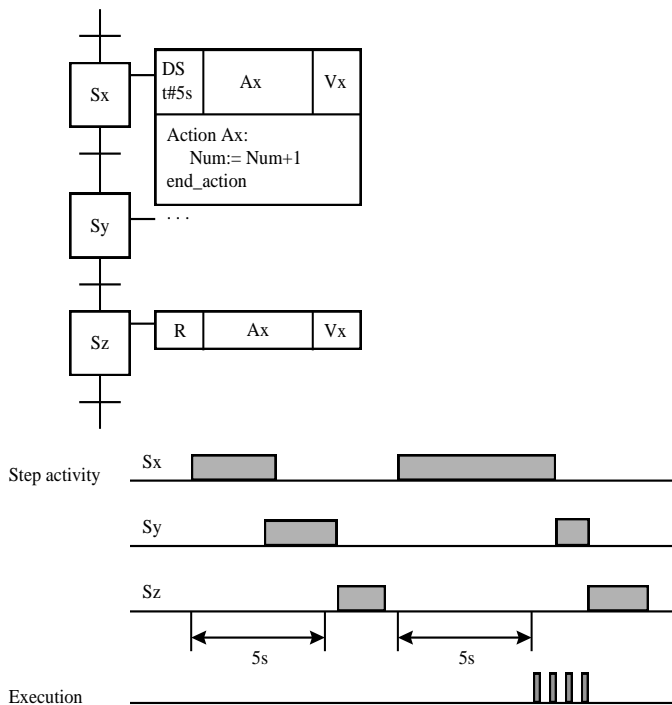 DS
t#5s
Ax
Vx
Sx
Action Ax:
Num:= Num+1
end_action
Sy
. . .
Sz
R
Ax
Vx
Step activity
Sx
Sy
Sz
5s
5s
Execution